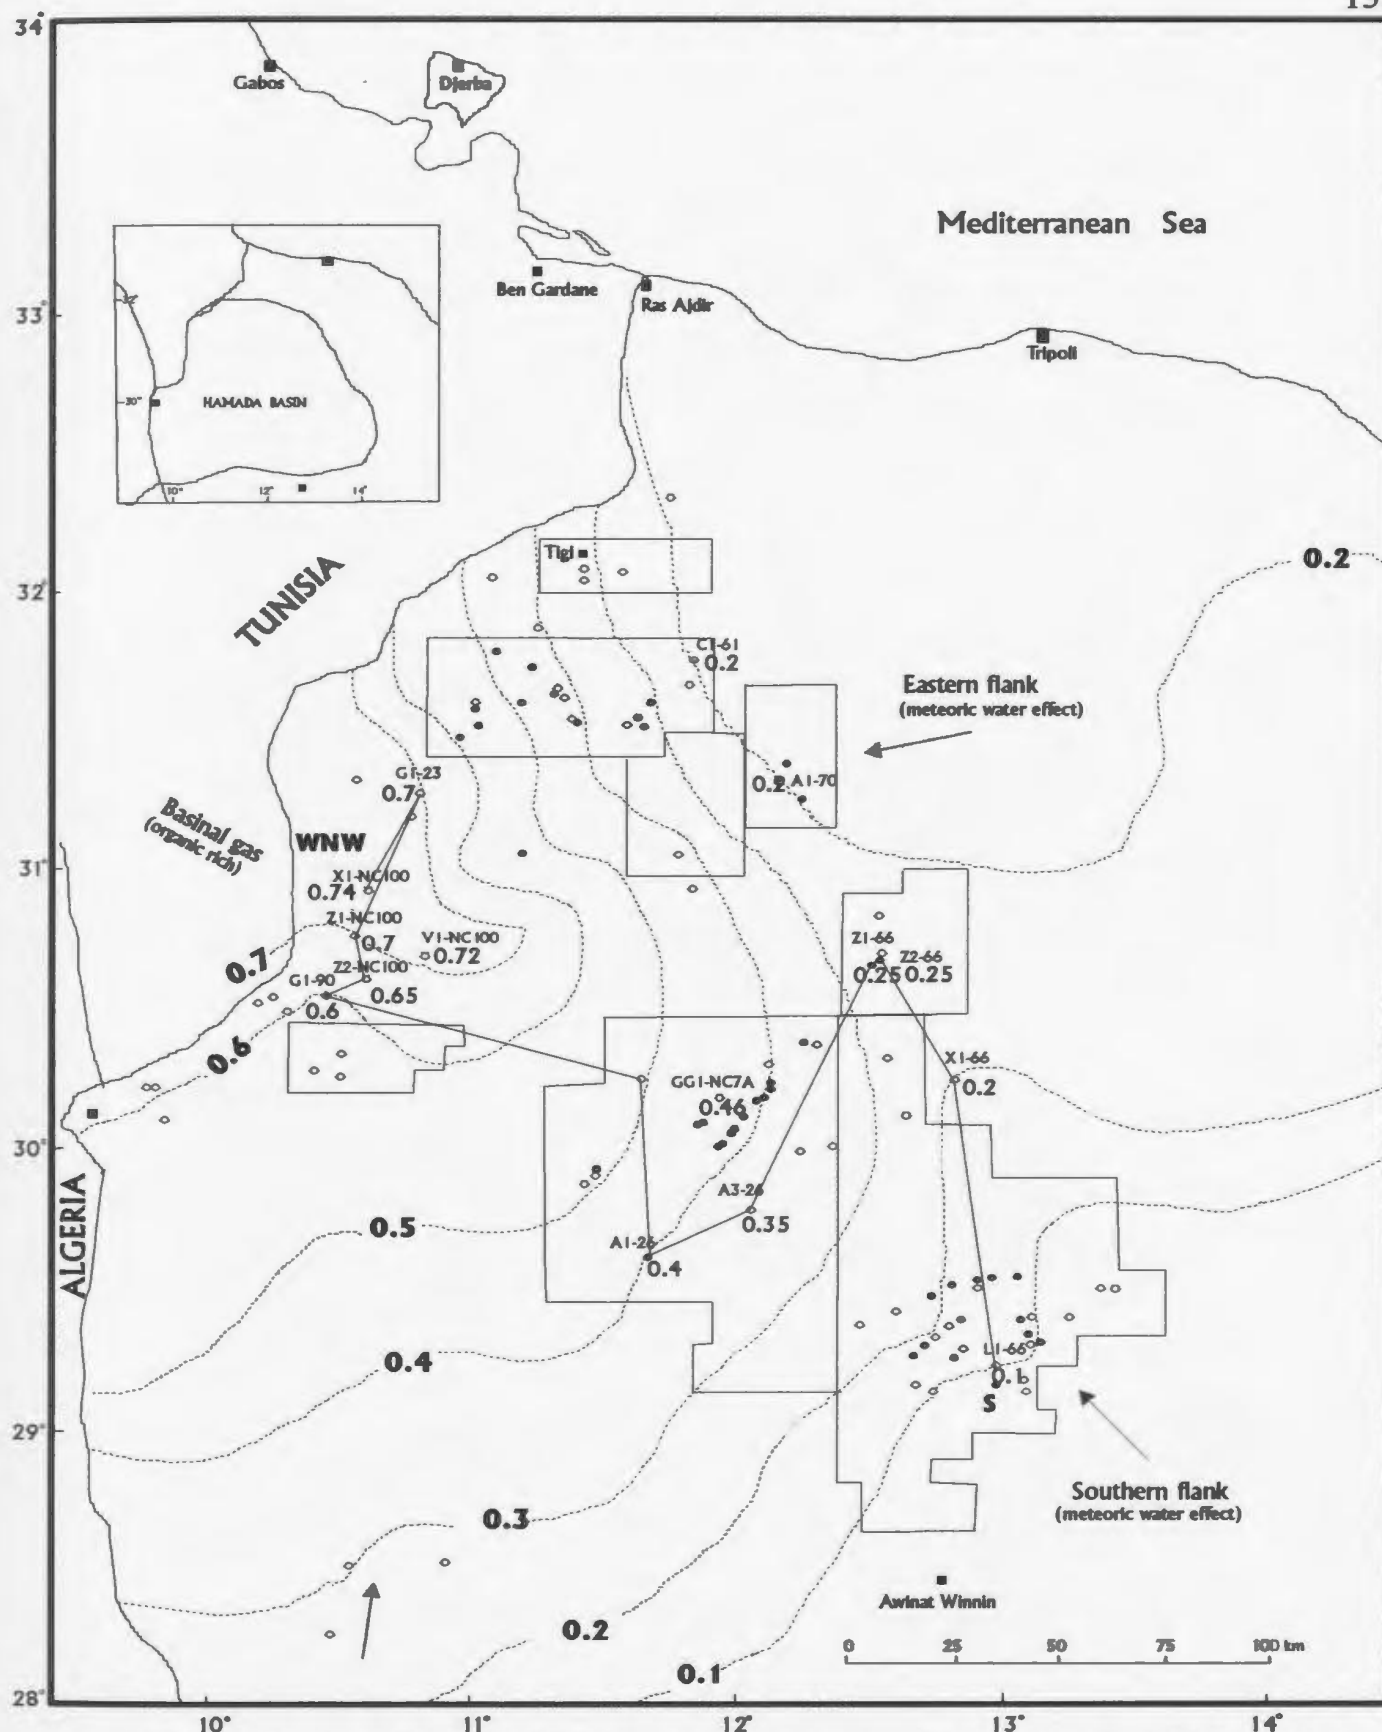 34°
Gabos
Djerba
Mediterranean Sea
Ben Gardane
Ras Ajdir
33°
Tripoli
32°
30°
HAMADA BASIN
10°
12°
14°
Tigi
0.2
32°
TUNISIA
C1-61
0.2
Eastern flank
(meteoric water effect)
G1-23
0.7
0.2
A1-70
Basinal gas
(organic rich)
WNW
31°
X1-NC100
0.74
Z1-NC100
0.7
V1-NC100
0.72
Z1-66
Z2-66
0.25
0.25
0.7
Z2-NC100
0.65
G1-90
0.6
0.6
X1-66
0.2
GG1-NC7A
0.46
30°
A3-26
0.35
ALGERIA
0.5
A1-26
0.4
0.4
L1-66
0.1
S
29°
Southern flank
(meteoric water effect)
0.3
Awinat Winnin
0.2
0
25
50
75
100 km
0.1
28°
10°
11°
12°
13°
14°